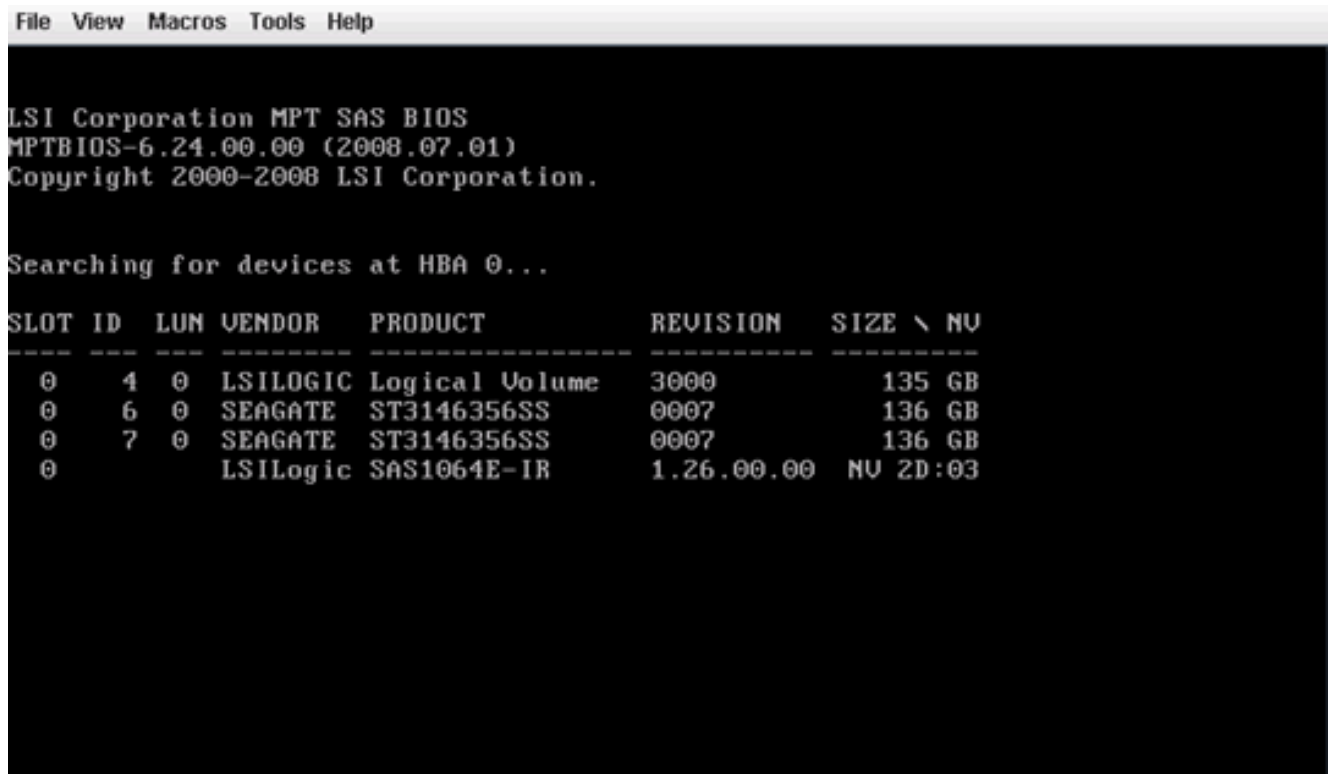 File View Macros Tools Help
LSI Corporation MPT SAS BIOS
MPTBIOS-6.24.00.00 (2008.07.01)
Copyright 2000-2008 LSI Corporation.
Searching for devices at HBA 0...
SLOT ID LUN VENDOR PRODUCT REVISION SIZE \ NV
---- --- --- -------- ---------------- ---------- ---------
0 4 0 LSILOGIC Logical Volume 3000 135 GB
0 6 0 SEAGATE ST3146356SS 0007 136 GB
0 7 0 SEAGATE ST3146356SS 0007 136 GB
0 LSILogic SAS1064E-IR 1.26.00.00 NV 2D:03